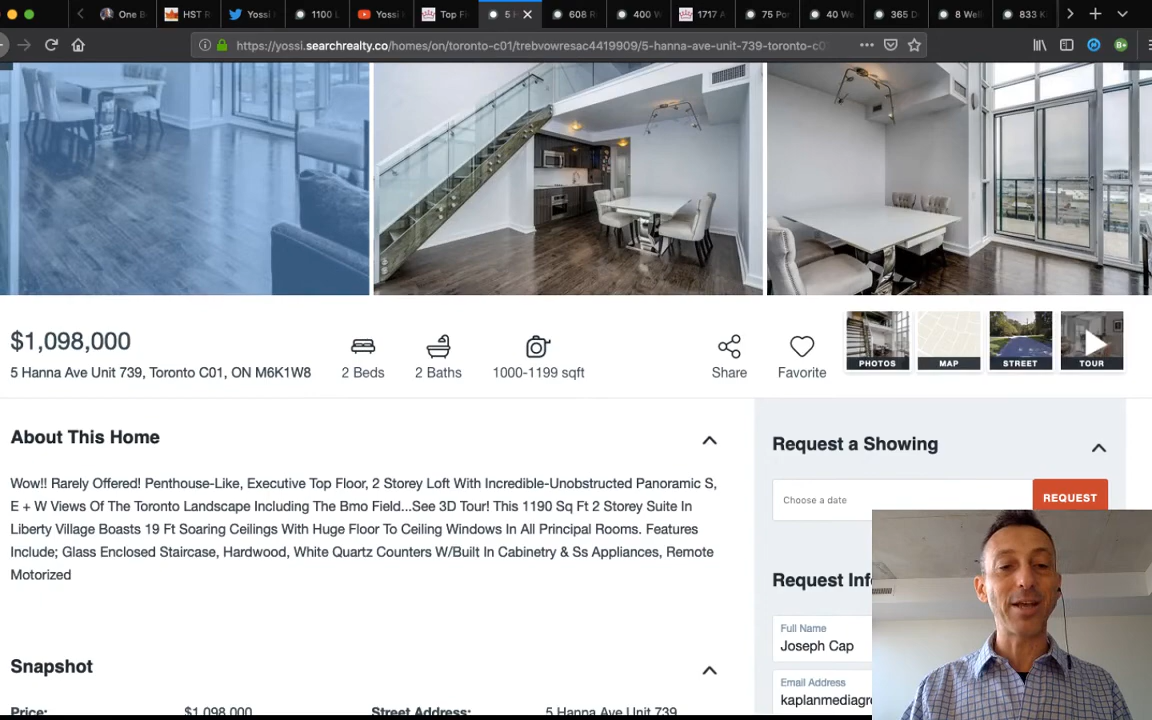 One B
HST R
Yossi
1100 L
Yossi
Top Fl
5 H
608 R
400 W
1717 A
75 Por
40 We
365 D
8 Well
833 K
https://yossi.searchrealty.co/homes/on/toronto-c01/trebvowresac4419909/5-hanna-ave-unit-739-toronto-c0
$1,098,000
5 Hanna Ave Unit 739, Toronto C01, ON M6K1W8
2 Beds
2 Baths
1000-1199 sqft
Share
Favorite
PHOTOS
MAP
STREET
TOUR
About This Home
Wow!! Rarely Offered! Penthouse-Like, Executive Top Floor, 2 Storey Loft With Incredible-Unobstructed Panoramic S,
E + W Views Of The Toronto Landscape Including The Bmo Field...See 3D Tour! This 1190 Sq Ft 2 Storey Suite In
Liberty Village Boasts 19 Ft Soaring Ceilings With Huge Floor To Ceiling Windows In All Principal Rooms. Features
Include; Glass Enclosed Staircase, Hardwood, White Quartz Counters W/Built In Cabinetry & Ss Appliances, Remote
Motorized
Request a Showing
Choose a date
REQUEST
Request Inf
Full Name
Joseph Cap
Email Address
kaplanmediagr
Snapshot
Price:
$1,098,000
Street Address:
5 Hanna Ave Unit 739